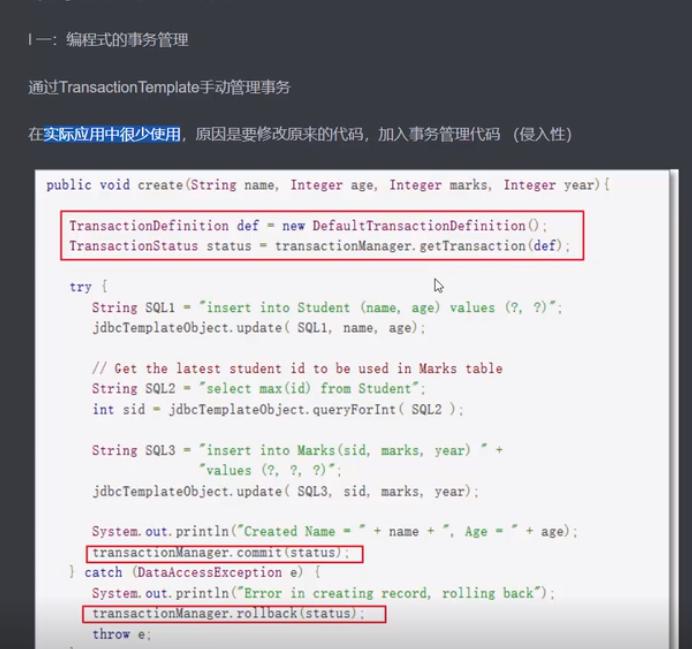 一：编程式的事务管理
通过TransactionTemplate手动管理事务
在实际应用中很少使用，原因是要修改原来的代码，加入事务管理代码 （侵入性）
public void create(String name, Integer age, Integer marks, Integer year){
TransactionDefinition def = new DefaultTransactionDefinition();
TransactionStatus status = transactionManager.getTransaction(def);
try {
String SQL1 = "insert into Student (name, age) values (?, ?)";
jdbcTemplateObject.update( SQL1, name, age);
// Get the latest student id to be used in Marks table
String SQL2 = "select max(id) from Student";
int sid = jdbcTemplateObject.queryForInt( SQL2 );
String SQL3 = "insert into Marks(sid, marks, year) " +
"values (?, ?, ?)";
jdbcTemplateObject.update( SQL3, sid, marks, year);
System.out.println("Created Name = " + name + ", Age = " + age);
transactionManager.commit(status);
} catch (DataAccessException e) {
System.out.println("Error in creating record, rolling back");
transactionManager.rollback(status);
throw e;